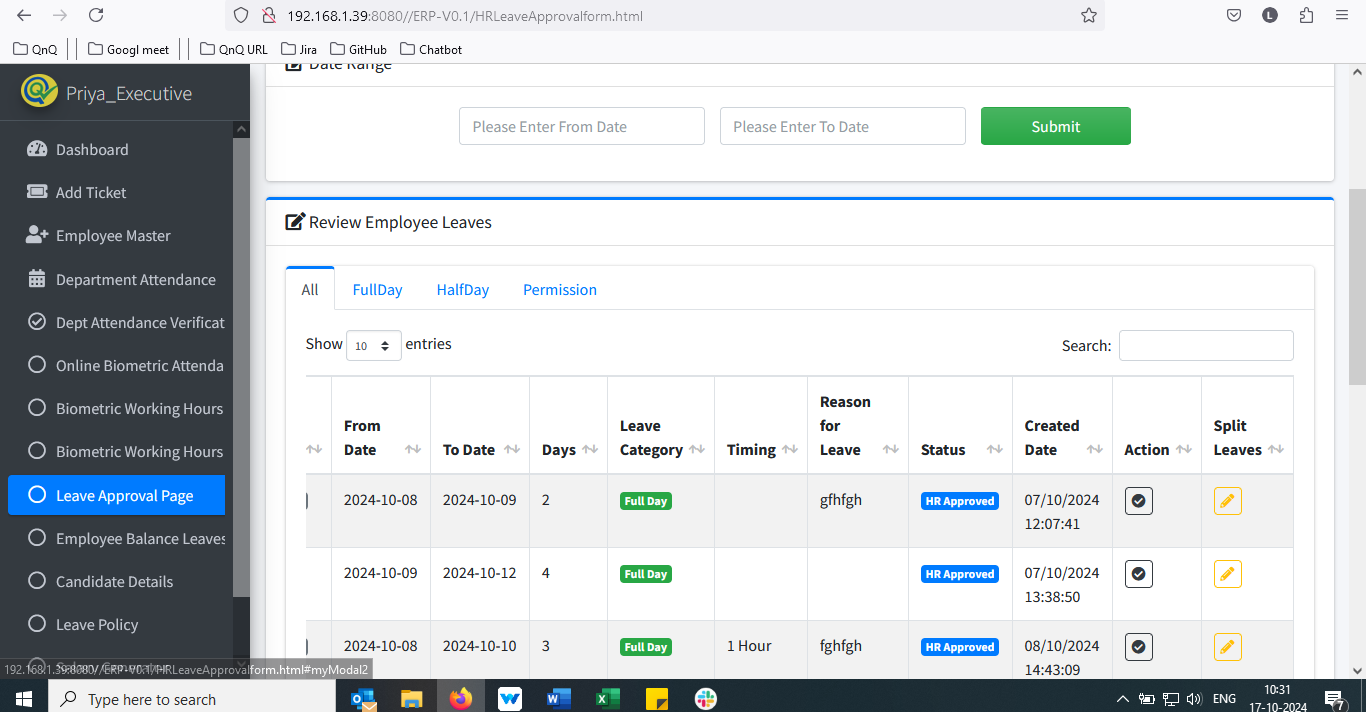 192.168.1.39:8080//ERP-V0.1/HRLeaveApprovalform.html
L
QnQ
Googl meet
QnQ URL
Jira
GitHub
Chatbot
Priya_Executive
Dashboard
Add Ticket
Employee Master
Department Attendance
Dept Attendance Verificat
Online Biometric Attenda
Biometric Working Hours
Biometric Working Hours
Leave Approval Page
Employee Balance Leaves
Candidate Details
Leave Policy
192.168.1.39:8080//ERP-V0.1/HRLeaveApprovalform.html#myModal2
Date Range
Please Enter From Date
Please Enter To Date
Submit
Review Employee Leaves
All
FullDay
HalfDay
Permission
Show 10 entries
Search:
From Date
To Date
Days
Leave Category
Timing
Reason for Leave
Status
Created Date
Action
Split Leaves
2024-10-08 2024-10-09 2 Full Day gfhfgh HR Approved 07/10/2024 12:07:41
2024-10-09 2024-10-12 4 Full Day HR Approved 07/10/2024 13:38:50
2024-10-08 2024-10-10 3 Full Day 1 Hour fghfgh HR Approved 08/10/2024 14:43:09
Type here to search
ENG
10:31
17-10-2024
7